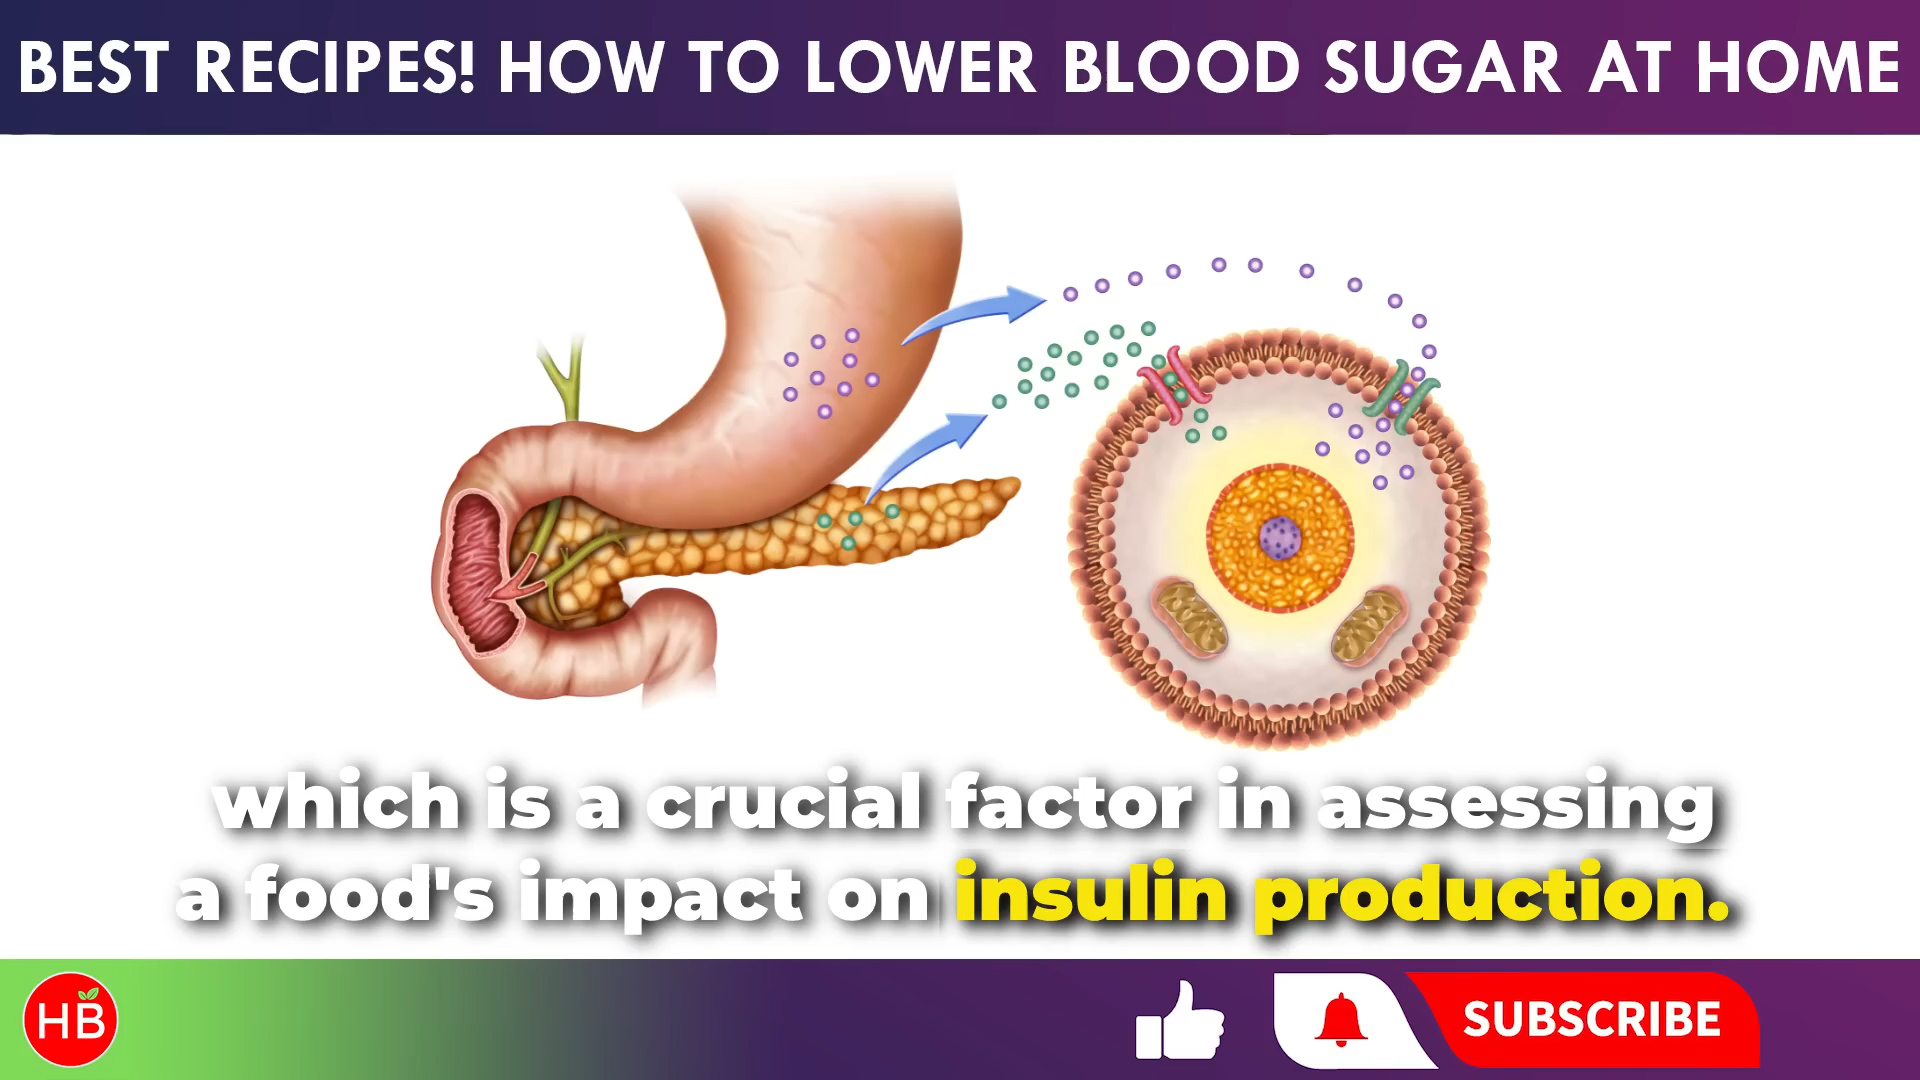 BEST RECIPES! HOW TO LOWER BLOOD SUGAR AT HOME
which is a crucial factor in assessing
a food's impact on insulin production.
HB
SUBSCRIBE